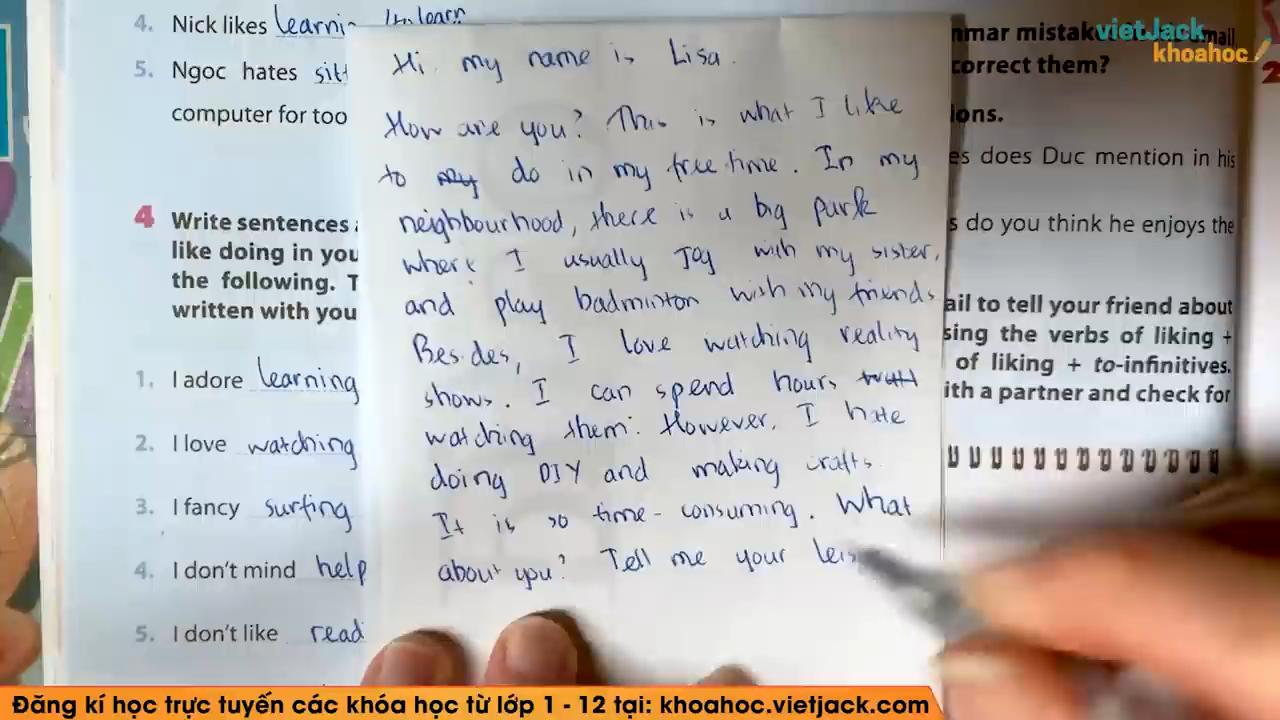 4. Nick likes learni /to learn
5. Ngoc hates sitt
computer for too
4 Write sentences
like doing in you
the following. T
written with you
1. I adore learning
2. I love watching
3. I fancy surfing
4. I don't mind help
5. I don't like read
Hi my name is Lisa.
How are you? This is what I like
to my do in my free time. In my
neighbourhood, there is a big park
where I usually jog with my sister,
and play badminton with my friends
Besides, I love watching reality
shows. I can spend hours
watching them. However, I hate
doing DIY and making crafts.
It is so time-consuming. What
about you? Tell me your leis
mmar mistak mail
correct them?
ions.
es does Duc mention in his
s do you think he enjoys the
ail to tell your friend about
sing the verbs of liking +
of liking + to-infinitives.
ith a partner and check for
2
vietJack
khoahoc
Đăng kí học trực tuyến các khóa học từ lớp 1 - 12 tại: khoahoc.vietjack.com